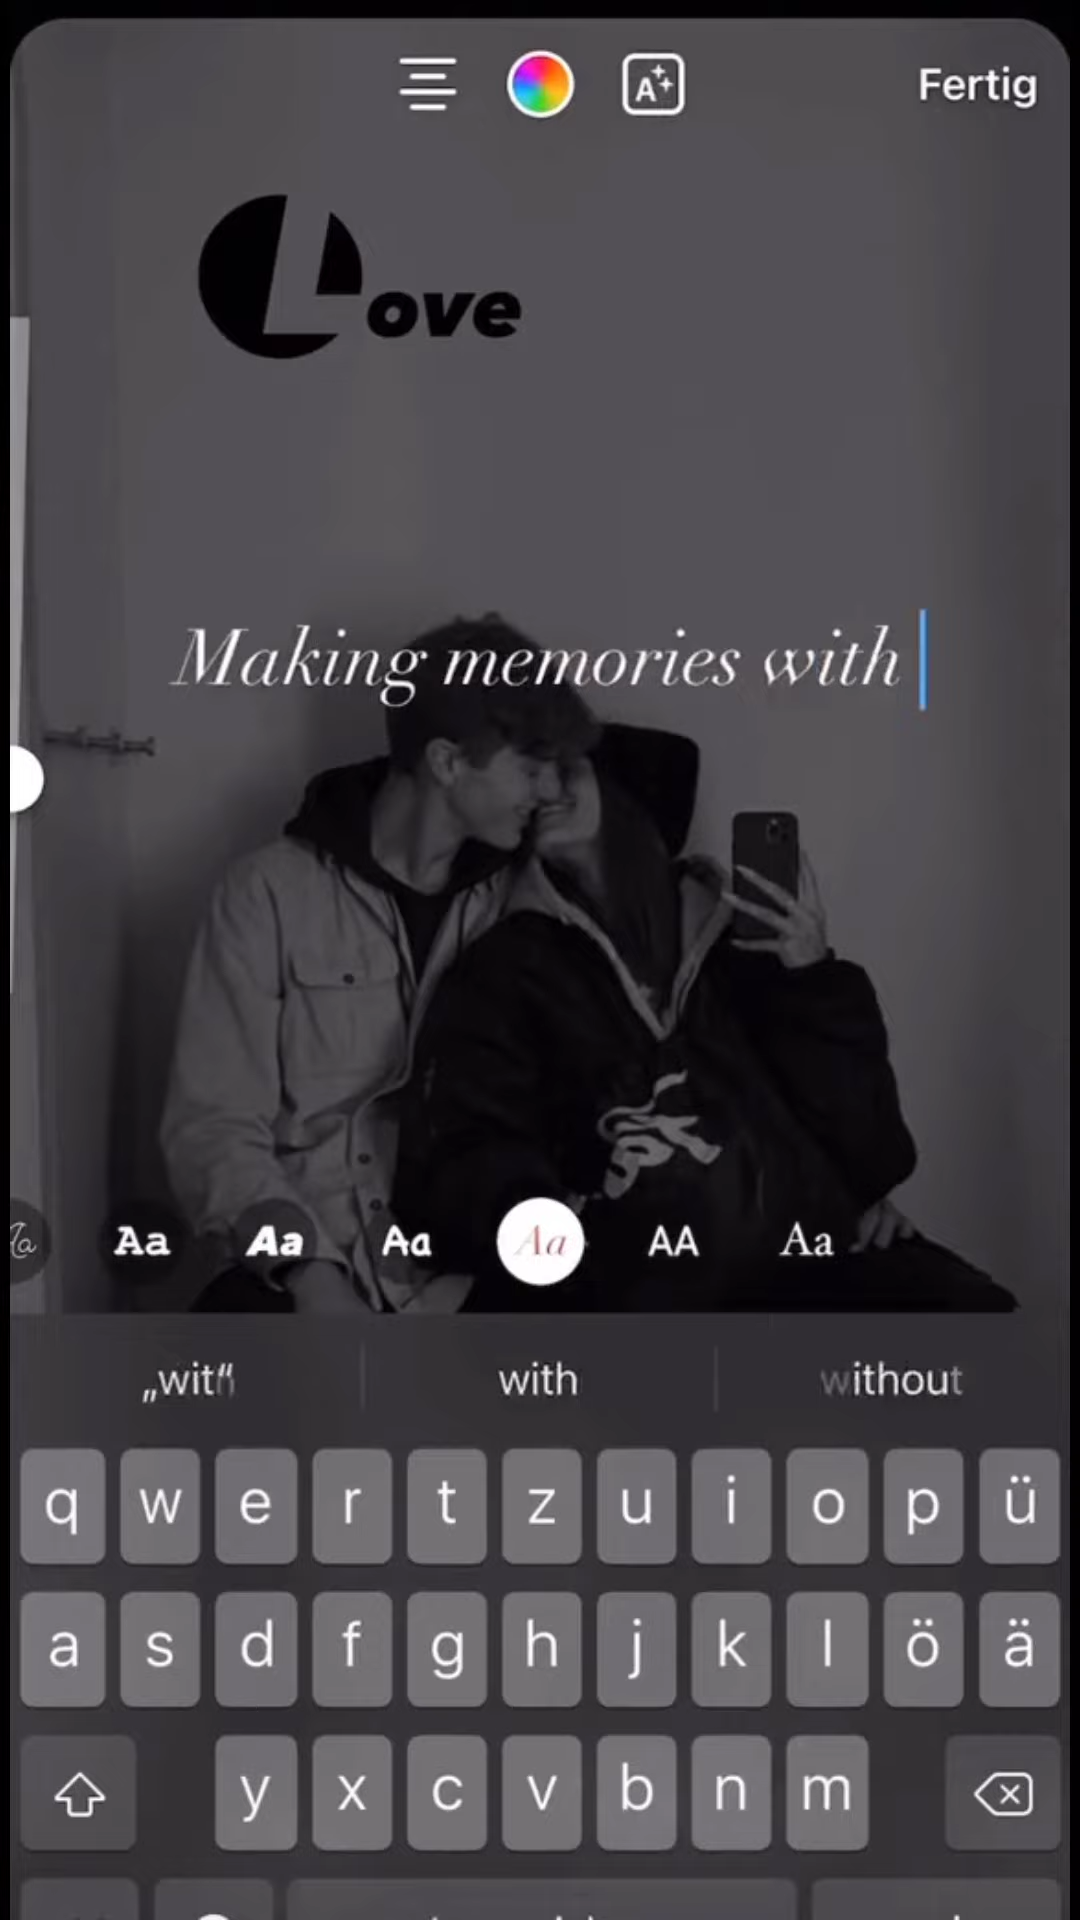 Fertig
Love
Making memories with
Aa Aa Aa Aa AA Aa
„wit“ with without
q w e r t z u i o p ü
a s d f g h j k l ö ä
y x c v b n m